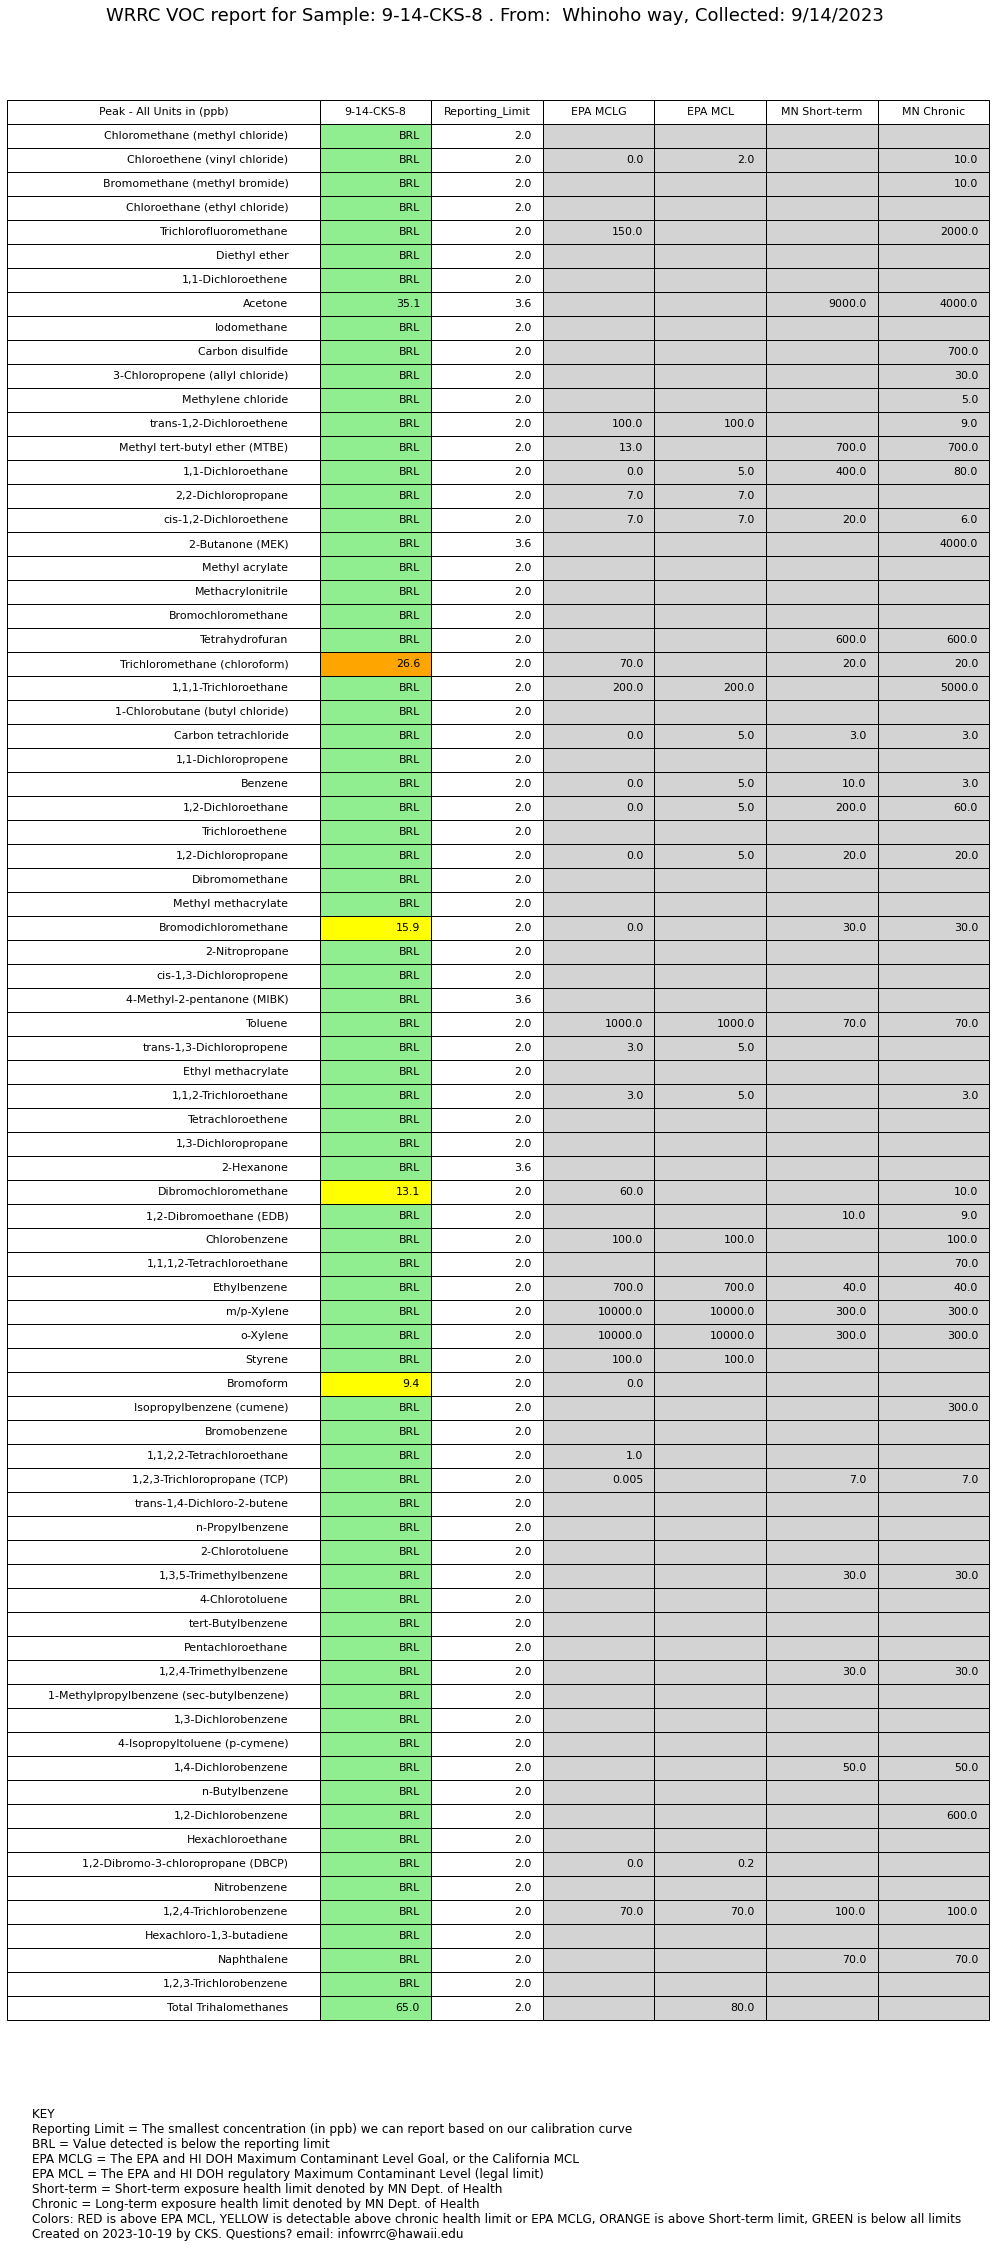 WRRC VOC report for Sample: 9-14-CKS-8 . From:  Whinoho way, Collected: 9/14/2023
Peak - All Units in (ppb) 9-14-CKS-8 Reporting_Limit EPA MCLG EPA MCL MN Short-term MN Chronic
Chloromethane (methyl chloride) BRL 2.0
Chloroethene (vinyl chloride) BRL 2.0 0.0 2.0 10.0
Bromomethane (methyl bromide) BRL 2.0 10.0
Chloroethane (ethyl chloride) BRL 2.0
Trichlorofluoromethane BRL 2.0 150.0 2000.0
Diethyl ether BRL 2.0
1,1-Dichloroethene BRL 2.0
Acetone 35.1 3.6 9000.0 4000.0
Iodomethane BRL 2.0
Carbon disulfide BRL 2.0 700.0
3-Chloropropene (allyl chloride) BRL 2.0 30.0
Methylene chloride BRL 2.0 5.0
trans-1,2-Dichloroethene BRL 2.0 100.0 100.0 9.0
Methyl tert-butyl ether (MTBE) BRL 2.0 13.0 700.0 700.0
1,1-Dichloroethane BRL 2.0 0.0 5.0 400.0 80.0
2,2-Dichloropropane BRL 2.0 7.0 7.0
cis-1,2-Dichloroethene BRL 2.0 7.0 7.0 20.0 6.0
2-Butanone (MEK) BRL 3.6 4000.0
Methyl acrylate BRL 2.0
Methacrylonitrile BRL 2.0
Bromochloromethane BRL 2.0
Tetrahydrofuran BRL 2.0 600.0 600.0
Trichloromethane (chloroform) 26.6 2.0 70.0 20.0 20.0
1,1,1-Trichloroethane BRL 2.0 200.0 200.0 5000.0
1-Chlorobutane (butyl chloride) BRL 2.0
Carbon tetrachloride BRL 2.0 0.0 5.0 3.0 3.0
1,1-Dichloropropene BRL 2.0
Benzene BRL 2.0 0.0 5.0 10.0 3.0
1,2-Dichloroethane BRL 2.0 0.0 5.0 200.0 60.0
Trichloroethene BRL 2.0
1,2-Dichloropropane BRL 2.0 0.0 5.0 20.0 20.0
Dibromomethane BRL 2.0
Methyl methacrylate BRL 2.0
Bromodichloromethane 15.9 2.0 0.0 30.0 30.0
2-Nitropropane BRL 2.0
cis-1,3-Dichloropropene BRL 2.0
4-Methyl-2-pentanone (MIBK) BRL 3.6
Toluene BRL 2.0 1000.0 1000.0 70.0 70.0
trans-1,3-Dichloropropene BRL 2.0 3.0 5.0
Ethyl methacrylate BRL 2.0
1,1,2-Trichloroethane BRL 2.0 3.0 5.0 3.0
Tetrachloroethene BRL 2.0
1,3-Dichloropropane BRL 2.0
2-Hexanone BRL 3.6
Dibromochloromethane 13.1 2.0 60.0 10.0
1,2-Dibromoethane (EDB) BRL 2.0 10.0 9.0
Chlorobenzene BRL 2.0 100.0 100.0 100.0
1,1,1,2-Tetrachloroethane BRL 2.0 70.0
Ethylbenzene BRL 2.0 700.0 700.0 40.0 40.0
m/p-Xylene BRL 2.0 10000.0 10000.0 300.0 300.0
o-Xylene BRL 2.0 10000.0 10000.0 300.0 300.0
Styrene BRL 2.0 100.0 100.0
Bromoform 9.4 2.0 0.0
Isopropylbenzene (cumene) BRL 2.0 300.0
Bromobenzene BRL 2.0
1,1,2,2-Tetrachloroethane BRL 2.0 1.0
1,2,3-Trichloropropane (TCP) BRL 2.0 0.005 7.0 7.0
trans-1,4-Dichloro-2-butene BRL 2.0
n-Propylbenzene BRL 2.0
2-Chlorotoluene BRL 2.0
1,3,5-Trimethylbenzene BRL 2.0 30.0 30.0
4-Chlorotoluene BRL 2.0
tert-Butylbenzene BRL 2.0
Pentachloroethane BRL 2.0
1,2,4-Trimethylbenzene BRL 2.0 30.0 30.0
1-Methylpropylbenzene (sec-butylbenzene) BRL 2.0
1,3-Dichlorobenzene BRL 2.0
4-Isopropyltoluene (p-cymene) BRL 2.0
1,4-Dichlorobenzene BRL 2.0 50.0 50.0
n-Butylbenzene BRL 2.0
1,2-Dichlorobenzene BRL 2.0 600.0
Hexachloroethane BRL 2.0
1,2-Dibromo-3-chloropropane (DBCP) BRL 2.0 0.0 0.2
Nitrobenzene BRL 2.0
1,2,4-Trichlorobenzene BRL 2.0 70.0 70.0 100.0 100.0
Hexachloro-1,3-butadiene BRL 2.0
Naphthalene BRL 2.0 70.0 70.0
1,2,3-Trichlorobenzene BRL 2.0
Total Trihalomethanes 65.0 2.0 80.0
KEY
Reporting Limit = The smallest concentration (in ppb) we can report based on our calibration curve
BRL = Value detected is below the reporting limit
EPA MCLG = The EPA and HI DOH Maximum Contaminant Level Goal, or the California MCL
EPA MCL = The EPA and HI DOH regulatory Maximum Contaminant Level (legal limit)
Short-term = Short-term exposure health limit denoted by MN Dept. of Health
Chronic = Long-term exposure health limit denoted by MN Dept. of Health
Colors: RED is above EPA MCL, YELLOW is detectable above chronic health limit or EPA MCLG, ORANGE is above Short-term limit, GREEN is below all limits
Created on 2023-10-19 by CKS. Questions? email: infowrrc@hawaii.edu